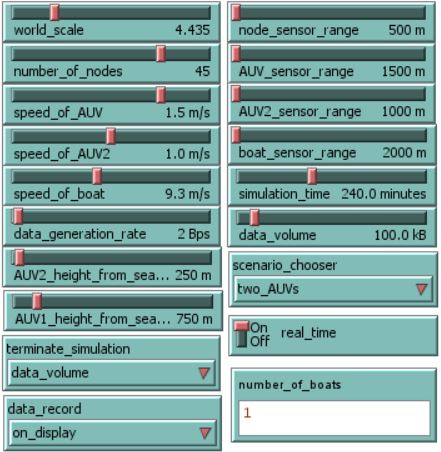 world_scale 4.435
number_of_nodes 45
speed_of_AUV 1.5 m/s
speed_of_AUV2 1.0 m/s
speed_of_boat 9.3 m/s
data_generation_rate 2 Bps
AUV2_height_from_sea... 250 m
AUV1_height_from_sea... 750 m
terminate_simulation
data_volume
data_record
on_display
node_sensor_range 500 m
AUV_sensor_range 1500 m
AUV2_sensor_range 1000 m
boat_sensor_range 2000 m
simulation_time 240.0 minutes
data_volume 100.0 kB
scenario_chooser
two_AUVs
On
Off real_time
number_of_boats
1